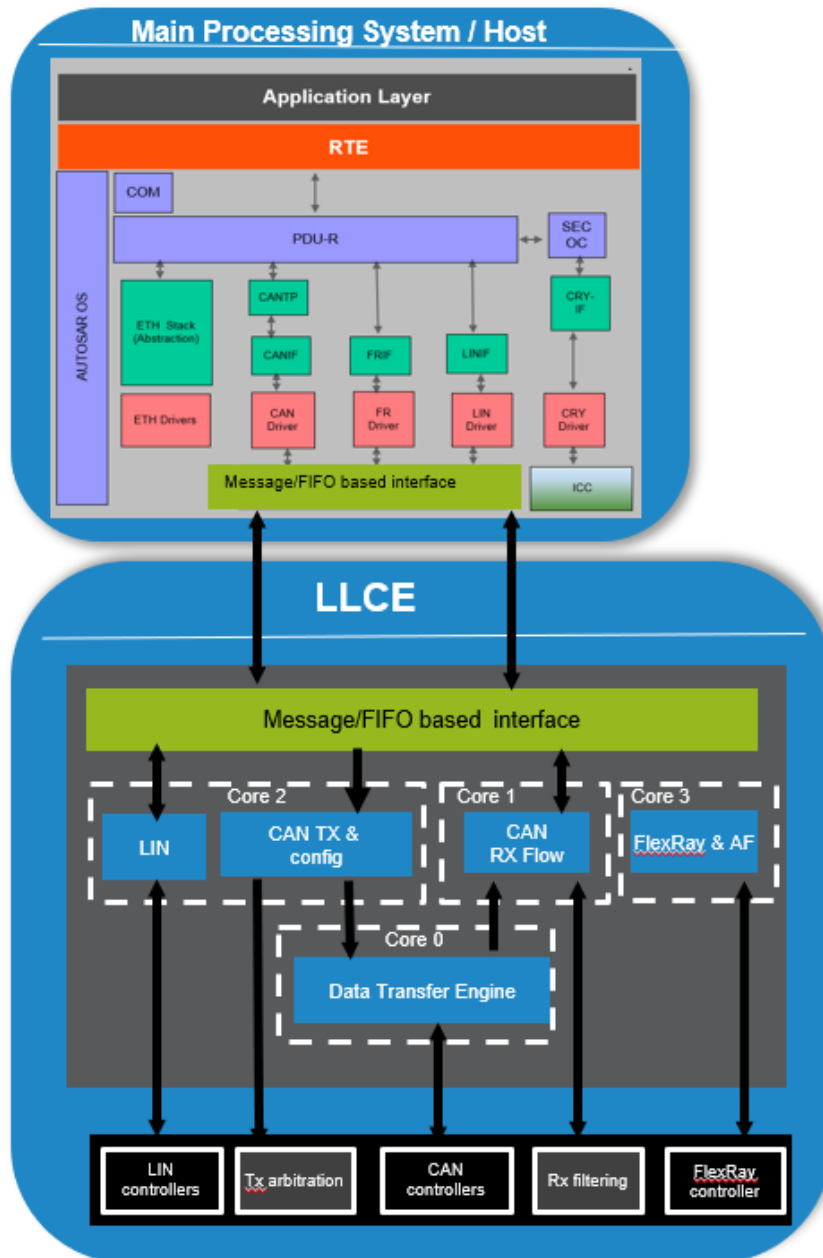 Main Processing System / Host
Application Layer
RTE
AUTOSAR OS
COM
PDU-R
SEC
OC
ETH Stack
(Abstraction)
CANTP
CRY-
IF
CANIF
FRIF
LINIF
ETH Drivers
CAN
Driver
FR
Driver
LIN
Driver
CRY
Driver
Message/FIFO based interface
ICC
LLCE
Message/FIFO based interface
Core 2
Core 1
Core 3
LIN
CAN TX &
config
CAN
RX Flow
FlexRay & AF
Core 0
Data Transfer Engine
LIN
controllers
Tx arbitration
CAN
controllers
Rx filtering
FlexRay
controller